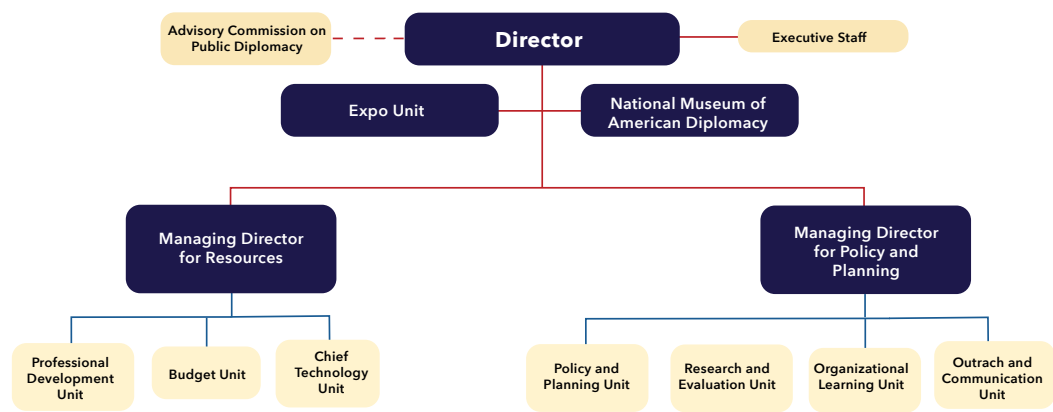 Advisory Commission on
Public Diplomacy
Director
Executive Staff
Expo Unit
National Museum of
American Diplomacy
Managing Director
for Resources
Managing Director
for Policy and
Planning
Professional
Development
Unit
Budget Unit
Chief
Technology
Unit
Policy and
Planning Unit
Research and
Evaluation Unit
Organizational
Learning Unit
Outrach and
Communication
Unit